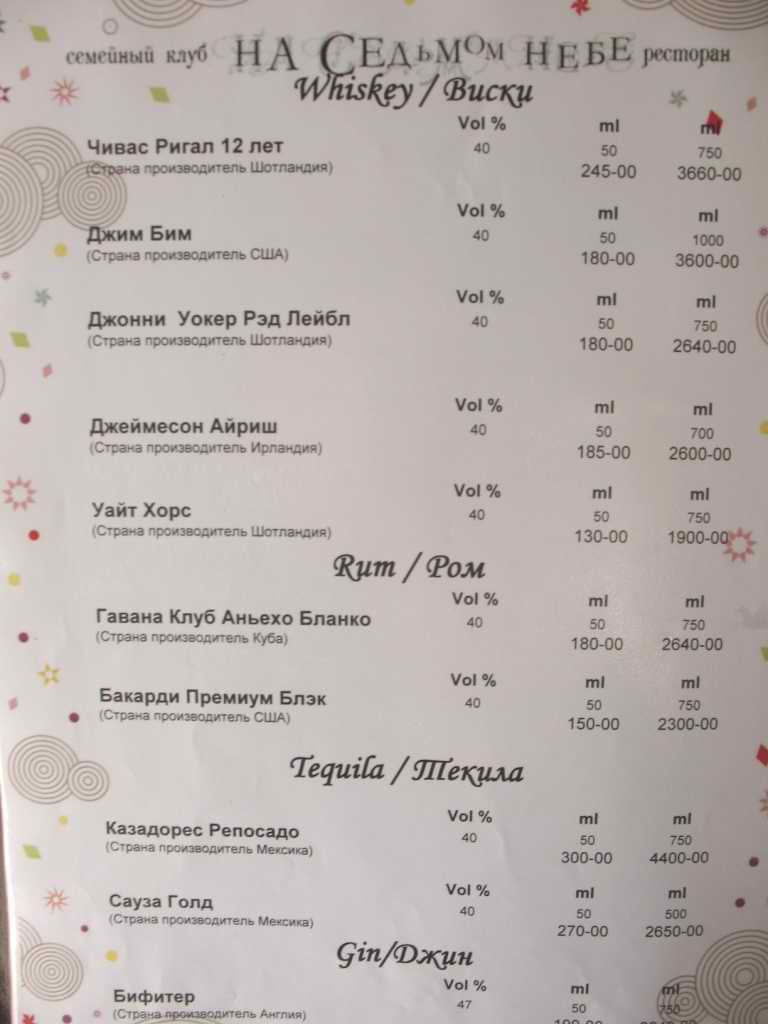 семейный клуб НА СЕДЬМОМ НЕБЕ ресторан
Whiskey / Виски
Vol % ml ml
Чивас Ригал 12 лет 40 50 750
(Страна производитель Шотландия) 245-00 3660-00
Vol % ml ml
Джим Бим 40 50 1000
(Страна производитель США) 180-00 3600-00
Vol % ml ml
Джонни Уокер Рэд Лейбл 40 50 750
(Страна производитель Шотландия) 180-00 2640-00
Vol % ml ml
Джеймесон Айриш 40 50 700
(Страна производитель Ирландия) 185-00 2600-00
Vol % ml ml
Уайт Хорс 40 50 750
(Страна производитель Шотландия) 130-00 1900-00
Rum / Ром
Vol % ml ml
Гавана Клуб Аньехо Бланко 40 50 750
(Страна производитель Куба) 180-00 2640-00
Vol % ml ml
Бакарди Премиум Блэк 40 50 750
(Страна производитель США) 150-00 2300-00
Tequila / Текила
Vol % ml ml
Казадорес Репосадо 40 50 750
(Страна производитель Мексика) 300-00 4400-00
Vol % ml ml
Сауза Голд 40 50 500
(Страна производитель Мексика) 270-00 2650-00
Gin/Джин
Vol % ml ml
Бифитер 47 50 750
(Страна производитель Англия)